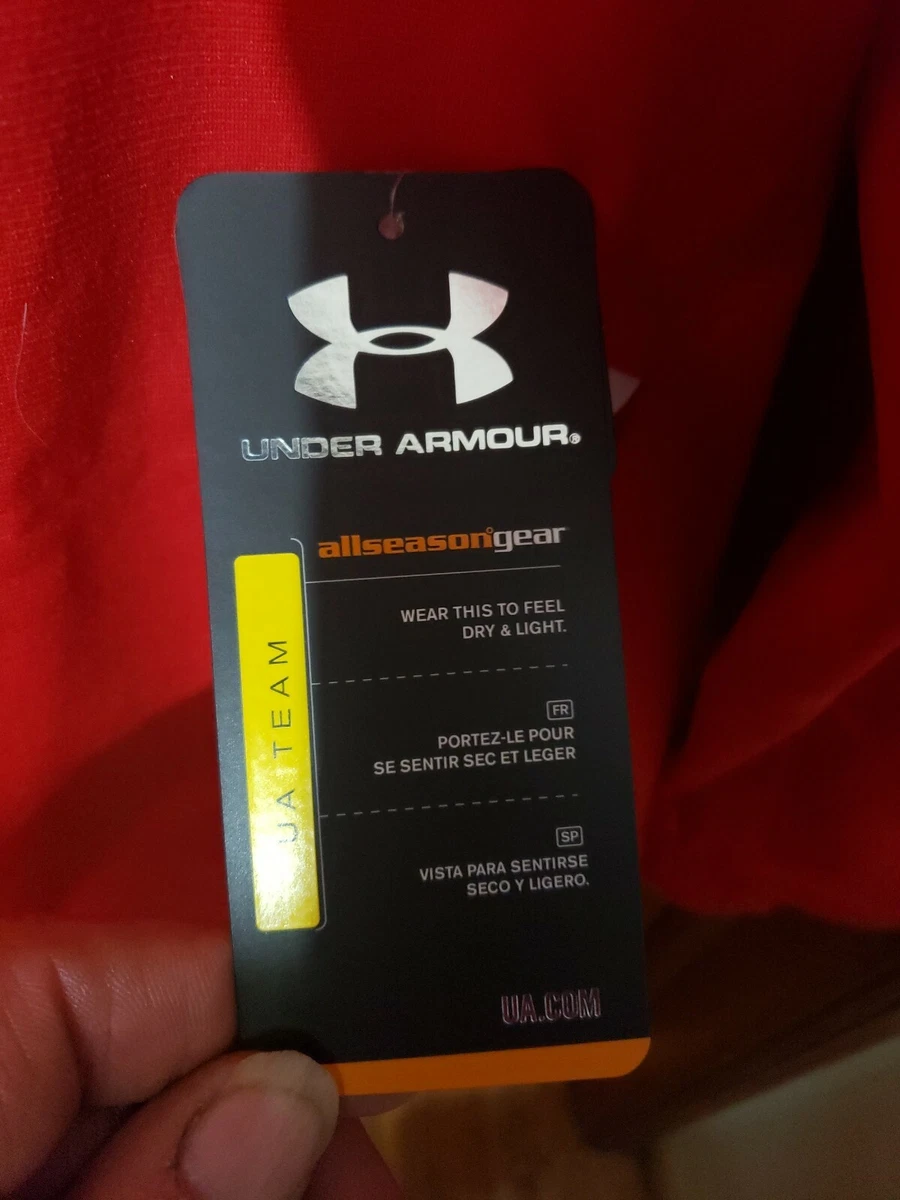 UNDER ARMOUR®
allseasongear
UA TEAM
WEAR THIS TO FEEL
DRY & LIGHT.
FR
PORTEZ-LE POUR
SE SENTIR SEC ET LEGER
SP
VISTA PARA SENTIRSE
SECO Y LIGERO.
UA.COM